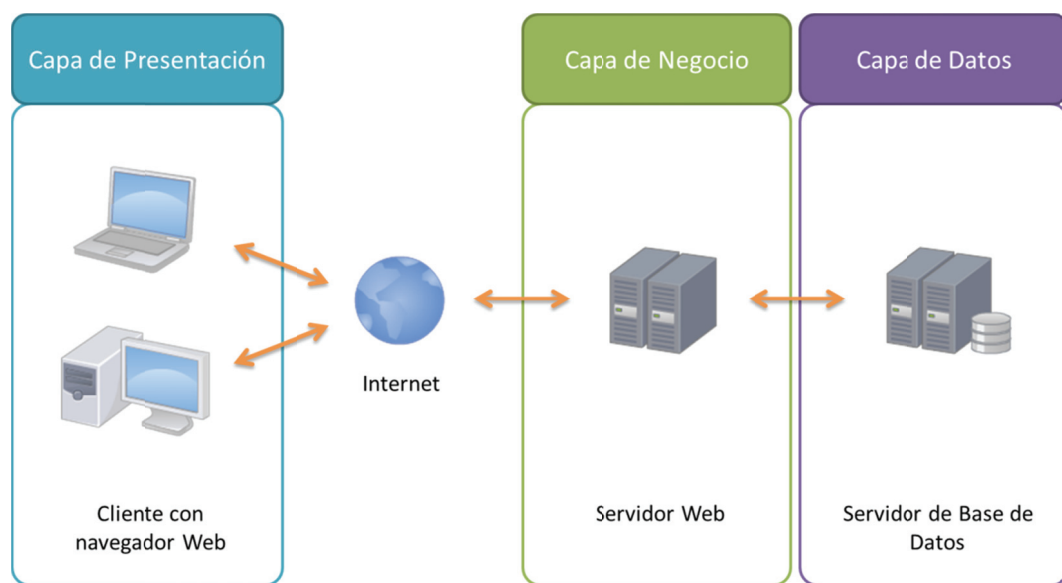 Capa de Presentación
Capa de Negocio
Capa de Datos
Internet
Cliente con
navegador Web
Servidor Web
Servidor de Base de
Datos